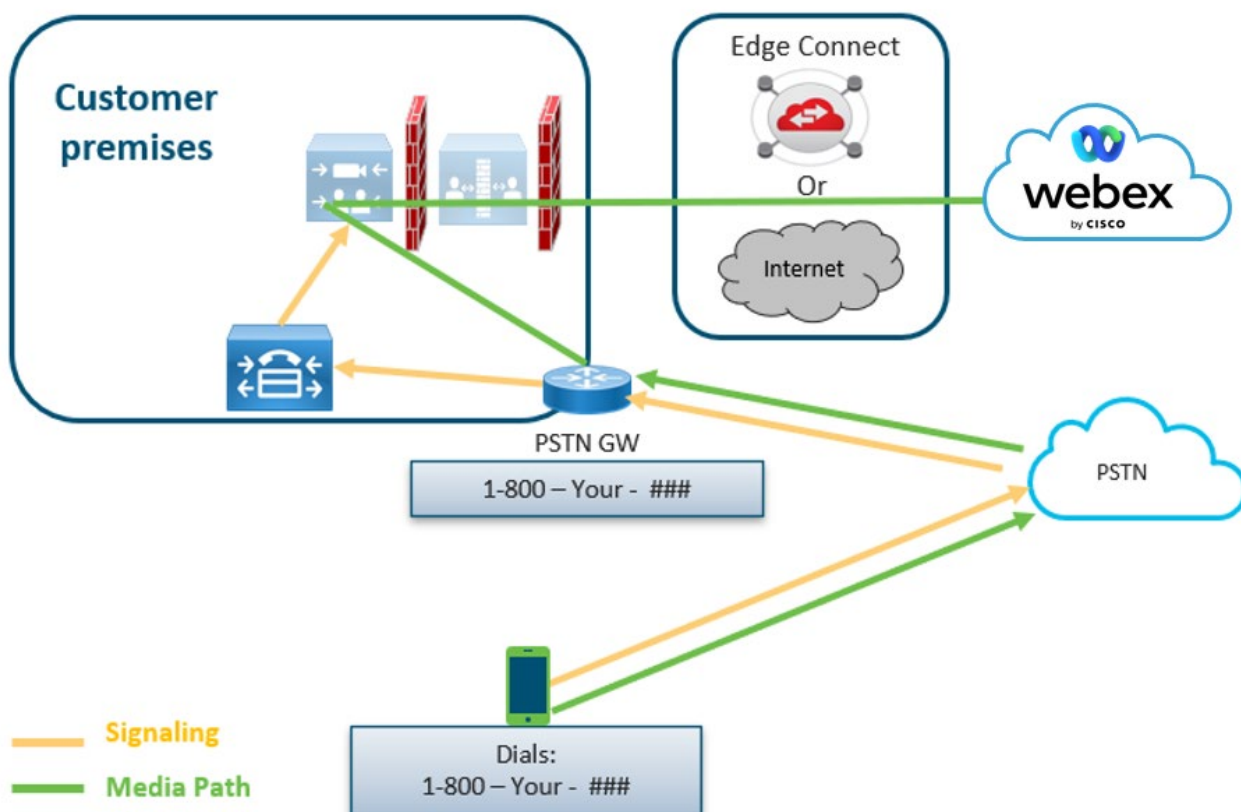 Customer
premises
Edge Connect
Or
Internet
webex
by CISCO
PSTN GW
1-800 – Your - ###
PSTN
Signaling
Media Path
Dials:
1-800 – Your - ###